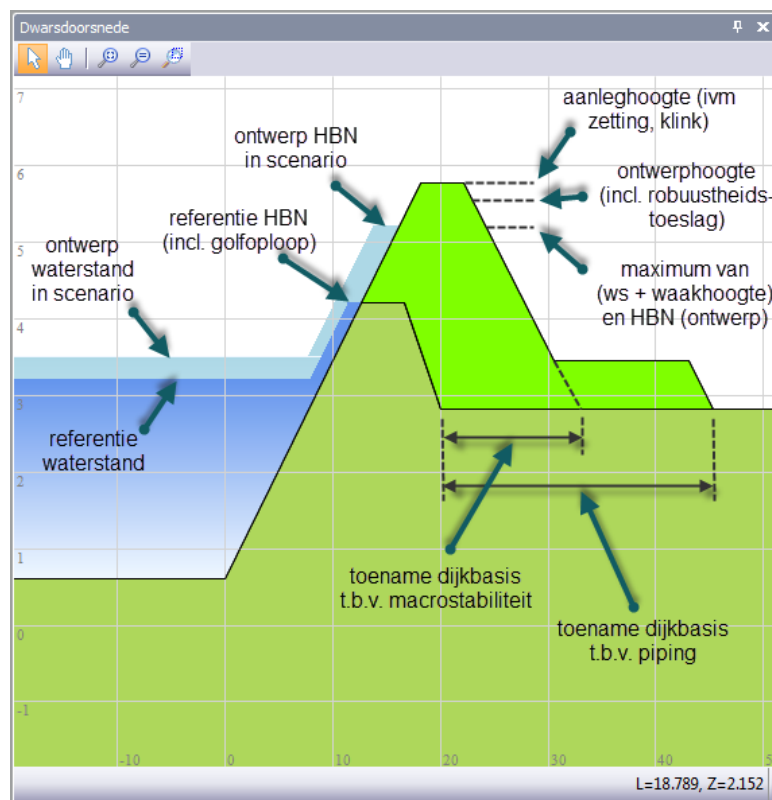 Dwarsdoorsnede
aanleghoogte (ivm
zetting, klink)
ontwerp HBN
in scenario
ontwerphoogte
(incl. robuustheids-
toeslag)
referentie HBN
(incl. golfoploop)
ontwerp
waterstand
in scenario
maximum van
(ws + waakhoogte)
en HBN (ontwerp)
referentie
waterstand
toename dijkbasis
t.b.v. macrostabiliteit
toename dijkbasis
t.b.v. piping
7
6
5
4
3
2
1
0
-1
-10
0
10
20
30
40
5
L=18.789, Z=2.152